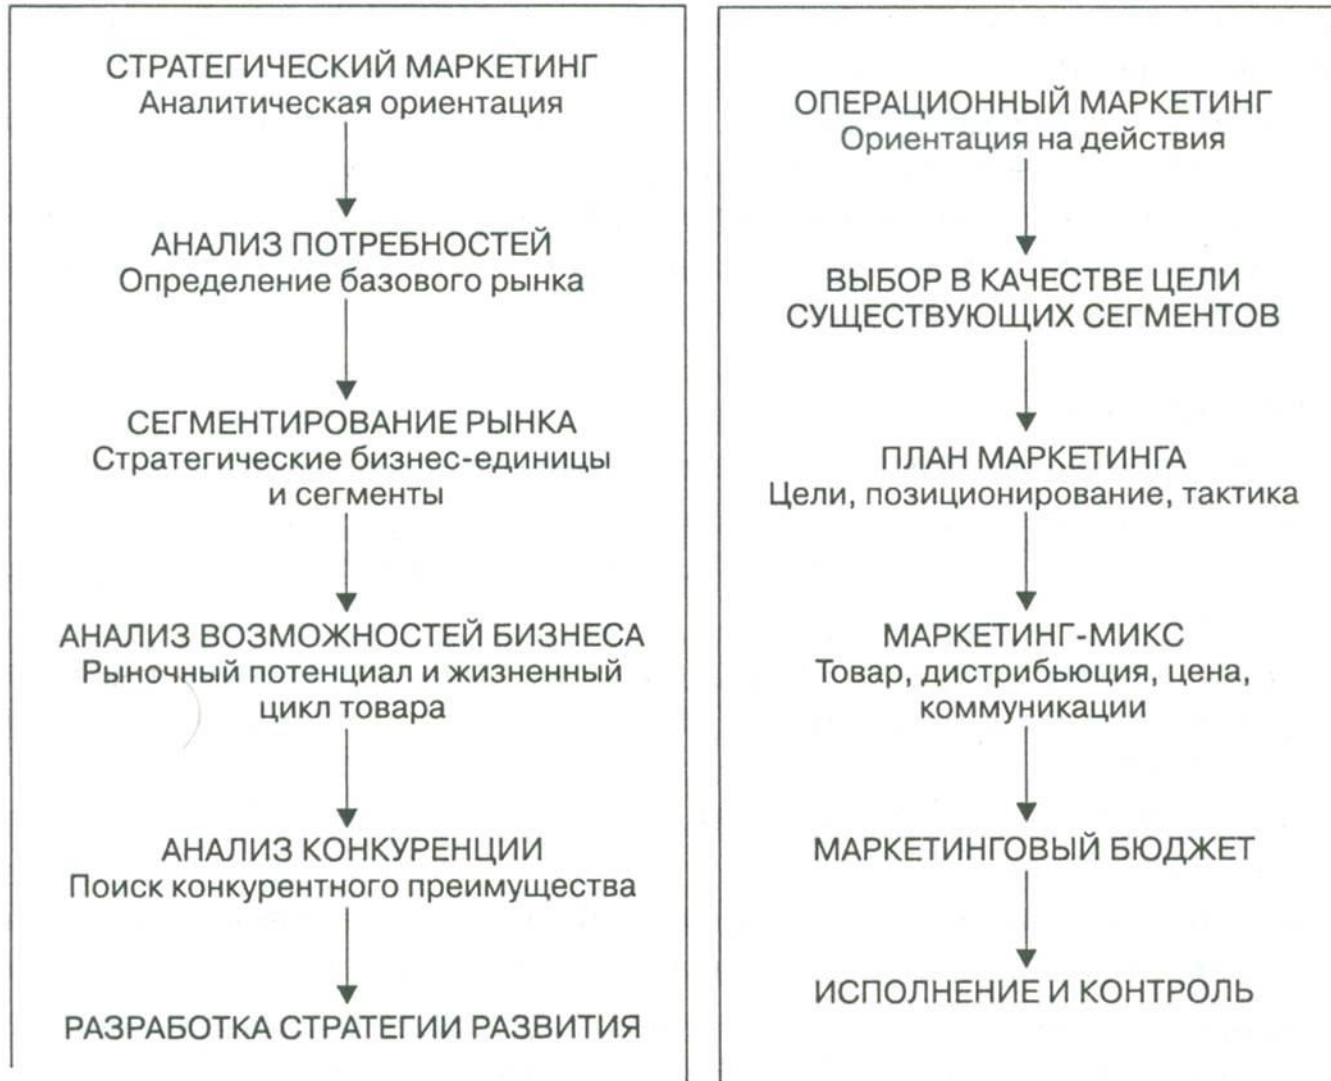 СТРАТЕГИЧЕСКИЙ МАРКЕТИНГ
Аналитическая ориентация
АНАЛИЗ ПОТРЕБНОСТЕЙ
Определение базового рынка
СЕГМЕНТИРОВАНИЕ РЫНКА
Стратегические бизнес-единицы
и сегменты
АНАЛИЗ ВОЗМОЖНОСТЕЙ БИЗНЕСА
Рыночный потенциал и жизненный
цикл товара
АНАЛИЗ КОНКУРЕНЦИИ
Поиск конкурентного преимущества
РАЗРАБОТКА СТРАТЕГИИ РАЗВИТИЯ
ОПЕРАЦИОННЫЙ МАРКЕТИНГ
Ориентация на действия
ВЫБОР В КАЧЕСТВЕ ЦЕЛИ
СУЩЕСТВУЮЩИХ СЕГМЕНТОВ
ПЛАН МАРКЕТИНГА
Цели, позиционирование, тактика
МАРКЕТИНГ-МИКС
Товар, дистрибьюция, цена,
коммуникации
МАРКЕТИНГОВЫЙ БЮДЖЕТ
ИСПОЛНЕНИЕ И КОНТРОЛЬ